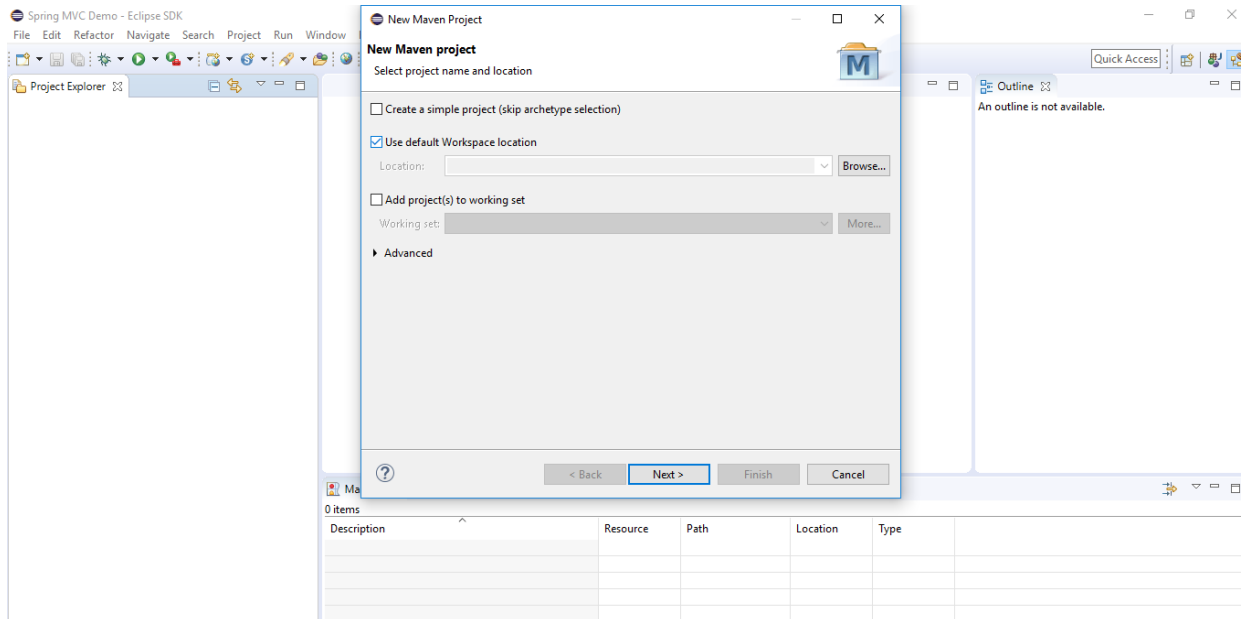 Spring MVC Demo - Eclipse SDK
File Edit Refactor Navigate Search Project Run Window
Quick Access
Project Explorer
New Maven Project
New Maven project
Select project name and location
M
Create a simple project (skip archetype selection)
Use default Workspace location
Location:
Browse...
Add project(s) to working set
Working set:
More...
Advanced
?
< Back
Next >
Finish
Cancel
Outline
An outline is not available.
Ma
0 items
Description Resource Path Location Type